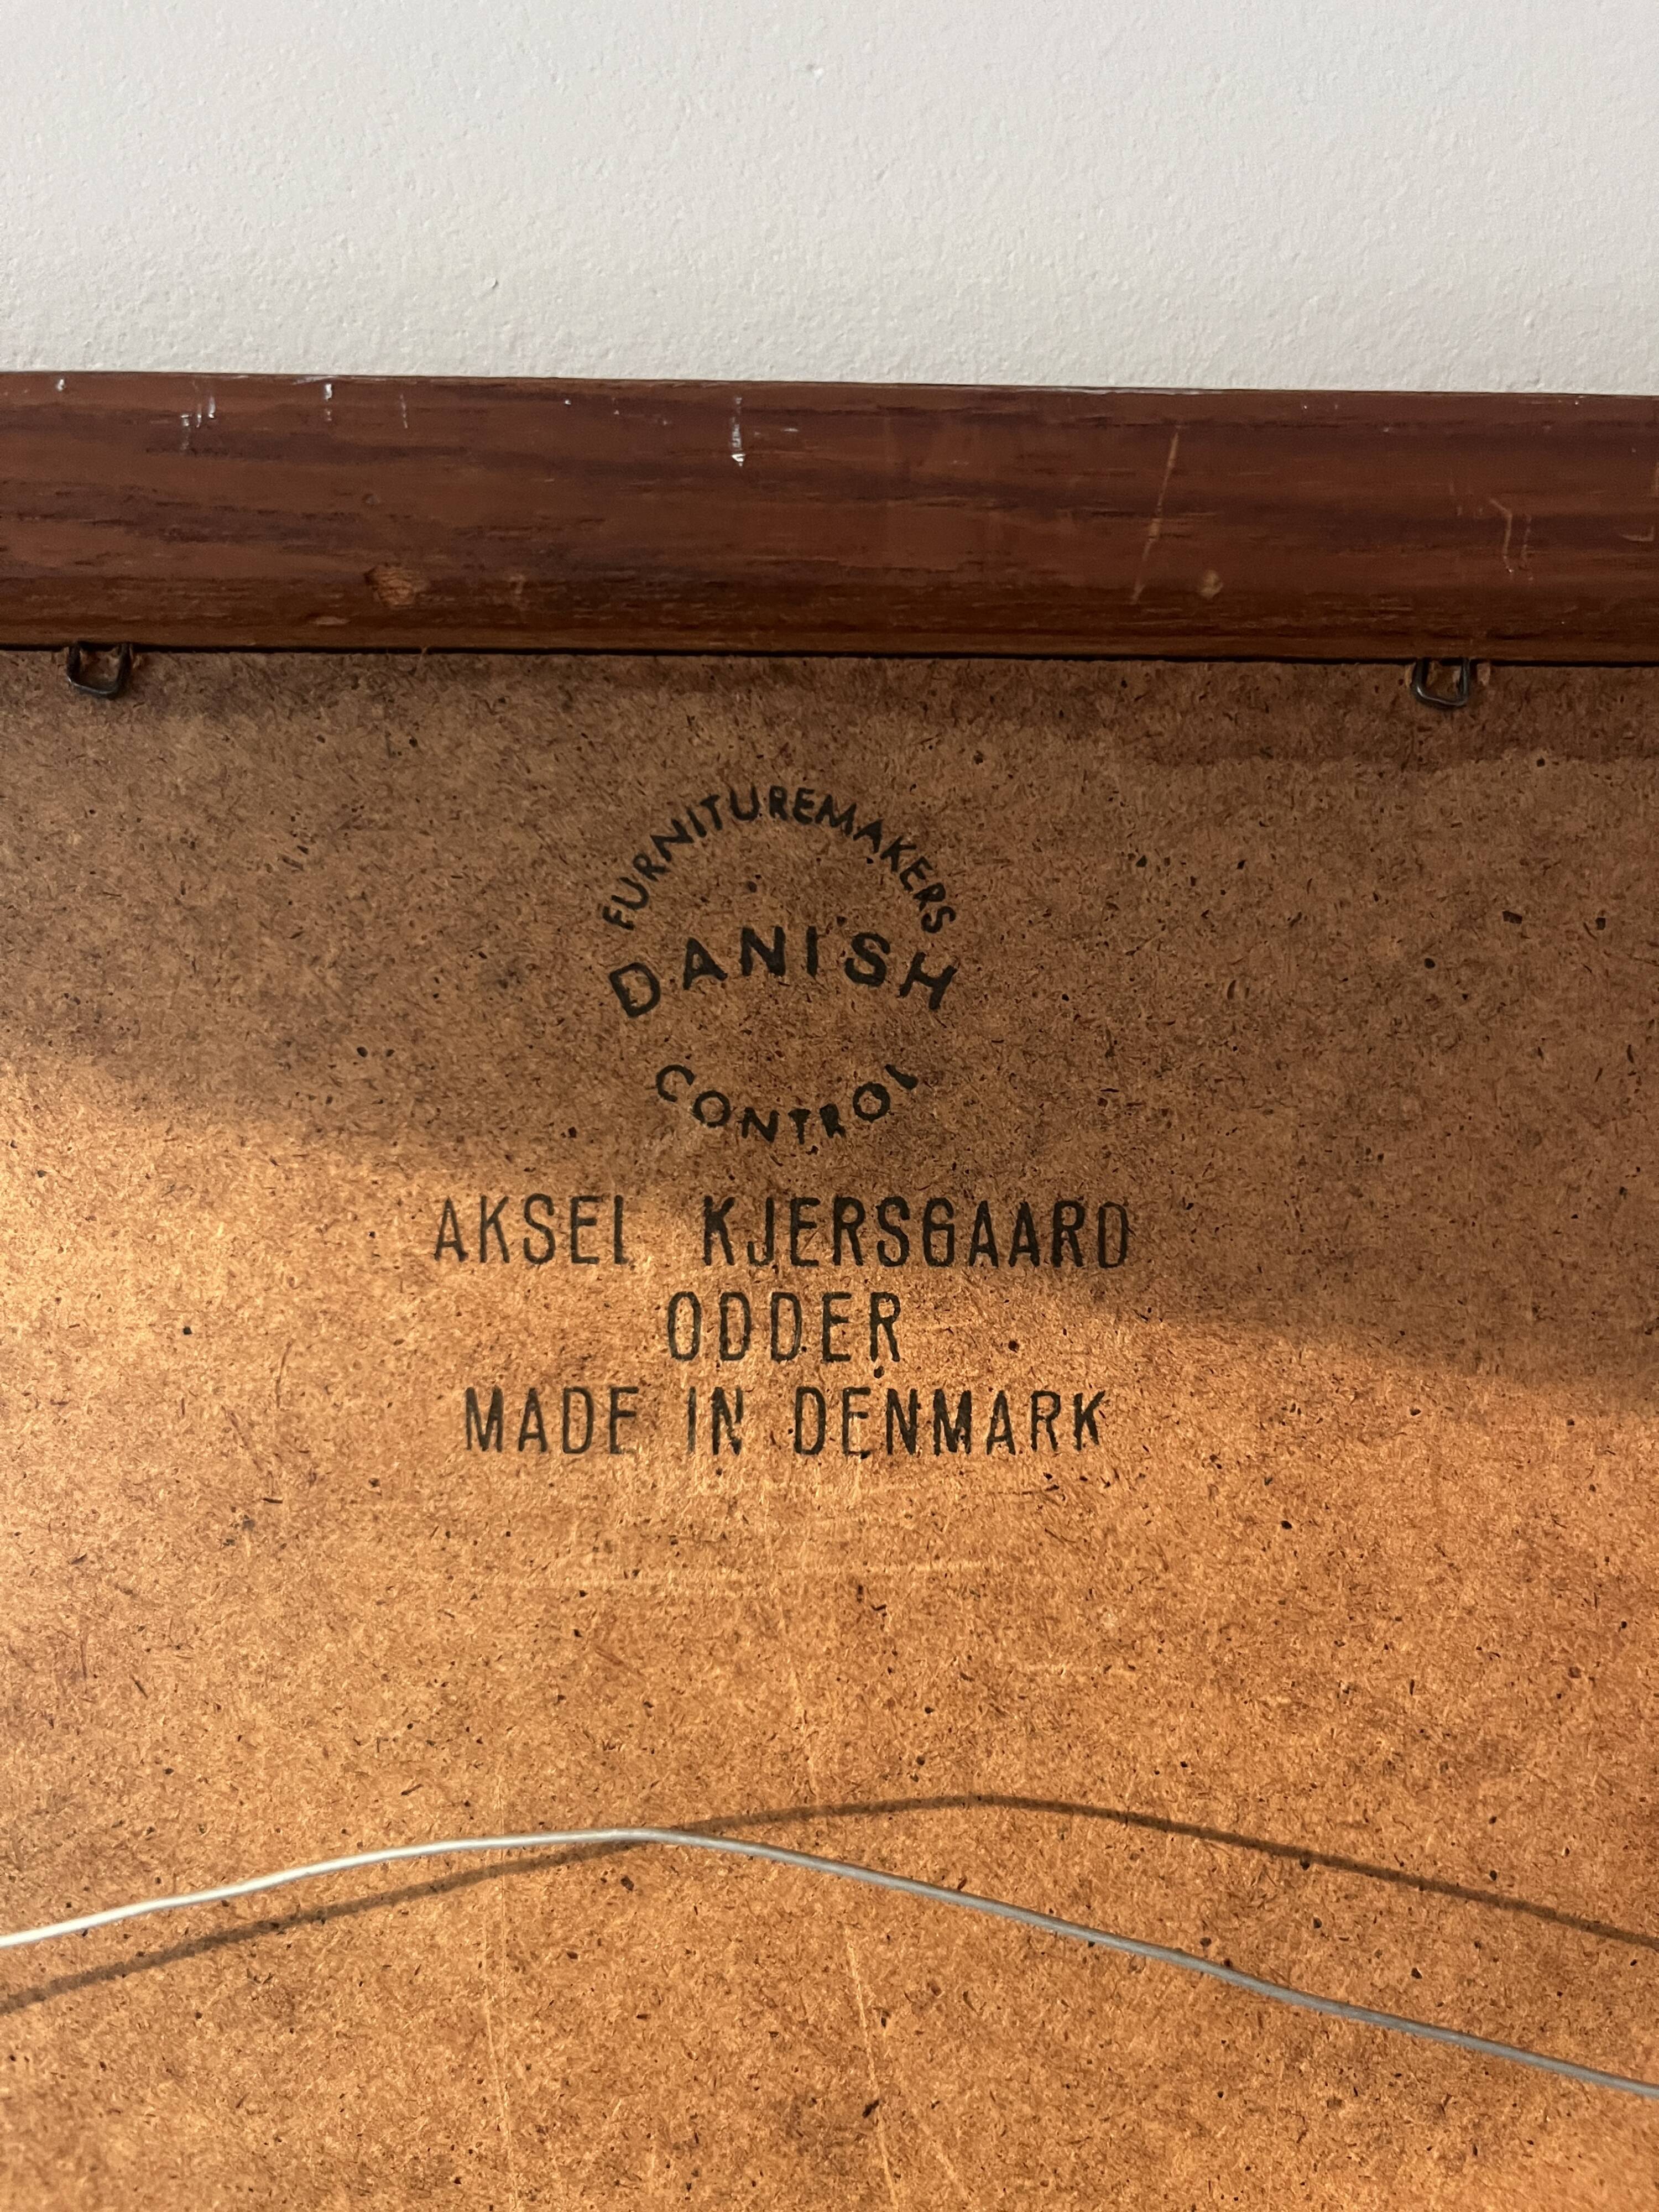 FURNITUREMAKERS
DANISH
CONTROL
AKSEL KJERSGAARD
ODDER
MADE IN DENMARK